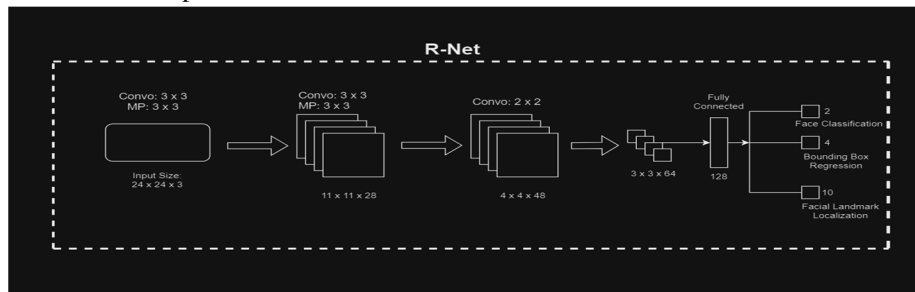 R-Net
Convo: 3 x 3
MP: 3 x 3
Input Size:
24 x 24 x 3
Convo: 3 x 3
MP: 3 x 3
11 x 11 x 28
Convo: 2 x 2
4 x 4 x 48
3 x 3 x 64
Fully
Connected
128
2
Face Classification
4
Bounding Box
Regression
10
Facial Landmark
Localization